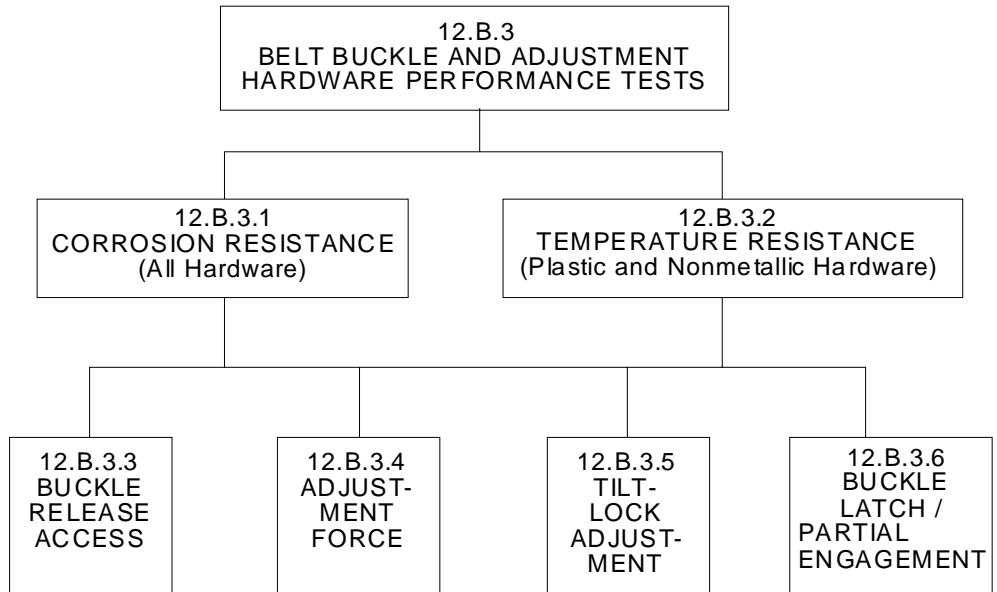 12.B.3
BELT BUCKLE AND ADJUSTMENT
HARDWARE PERFORMANCE TESTS
12.B.3.1
CORROSION RESISTANCE
(All Hardware)
12.B.3.2
TEMPERATURE RESISTANCE
(Plastic and Nonmetallic Hardware)
12.B.3.3
BUCKLE
RELEASE
ACCESS
12.B.3.4
ADJUST-
MENT
FORCE
12.B.3.5
TILT-
LOCK
ADJUST-
MENT
12.B.3.6
BUCKLE
LATCH /
PARTIAL
ENGAGEMENT